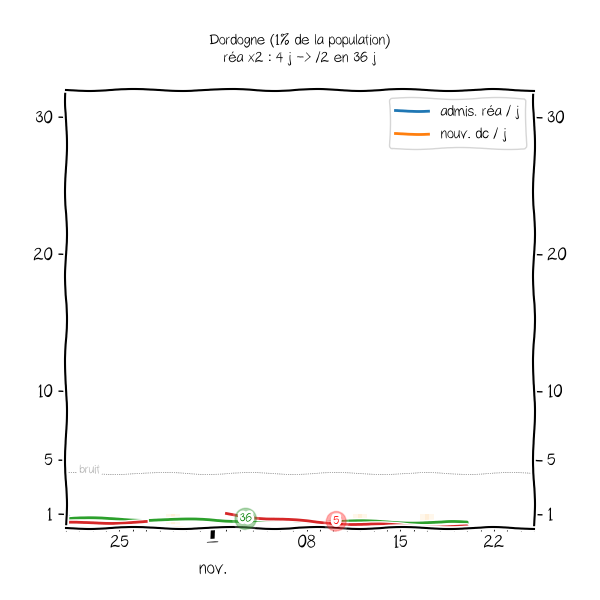 Dordogne (1% de la population)
réa x2 : 4 j -> /2 en 36 j
admis. réa / j
nouv. dc / j
30
30
20
20
10
10
5
5
bruit
1
1
36
5
25
1
08
15
22
nov.